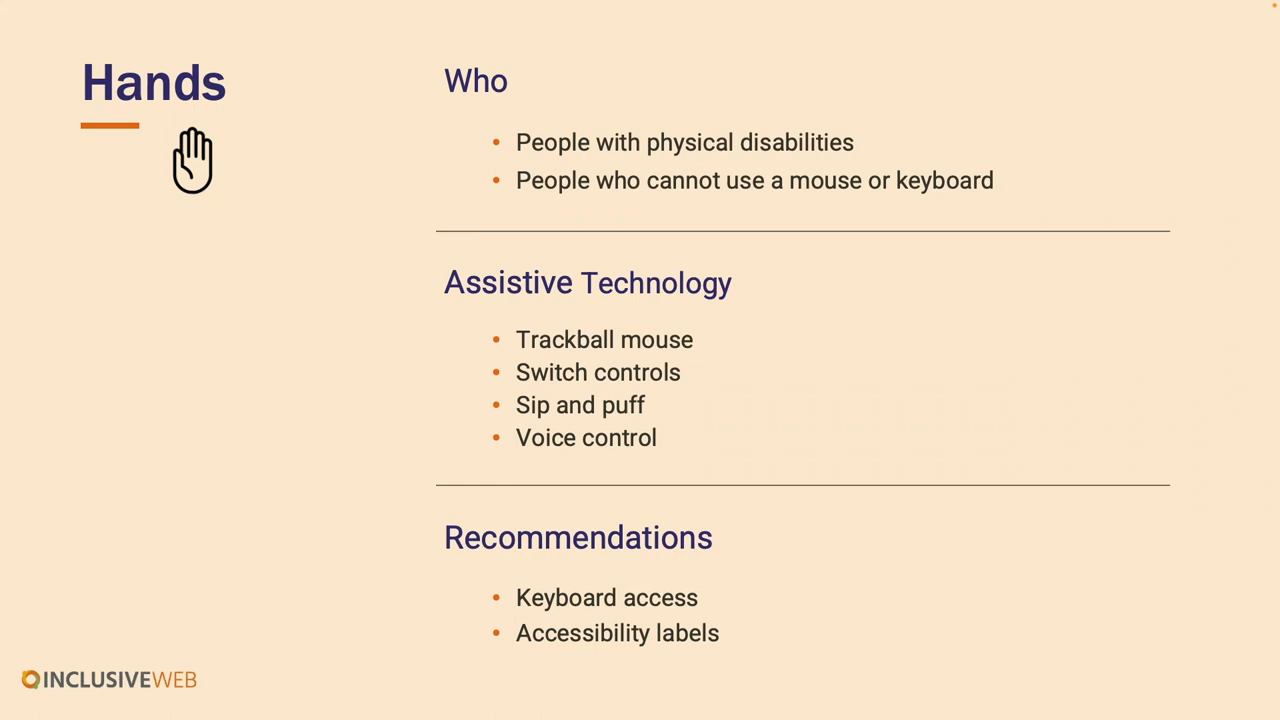 Hands
Who
People with physical disabilities
People who cannot use a mouse or keyboard
Assistive Technology
Trackball mouse
Switch controls
Sip and puff
Voice control
Recommendations
Keyboard access
Accessibility labels
INCLUSIVEWEB